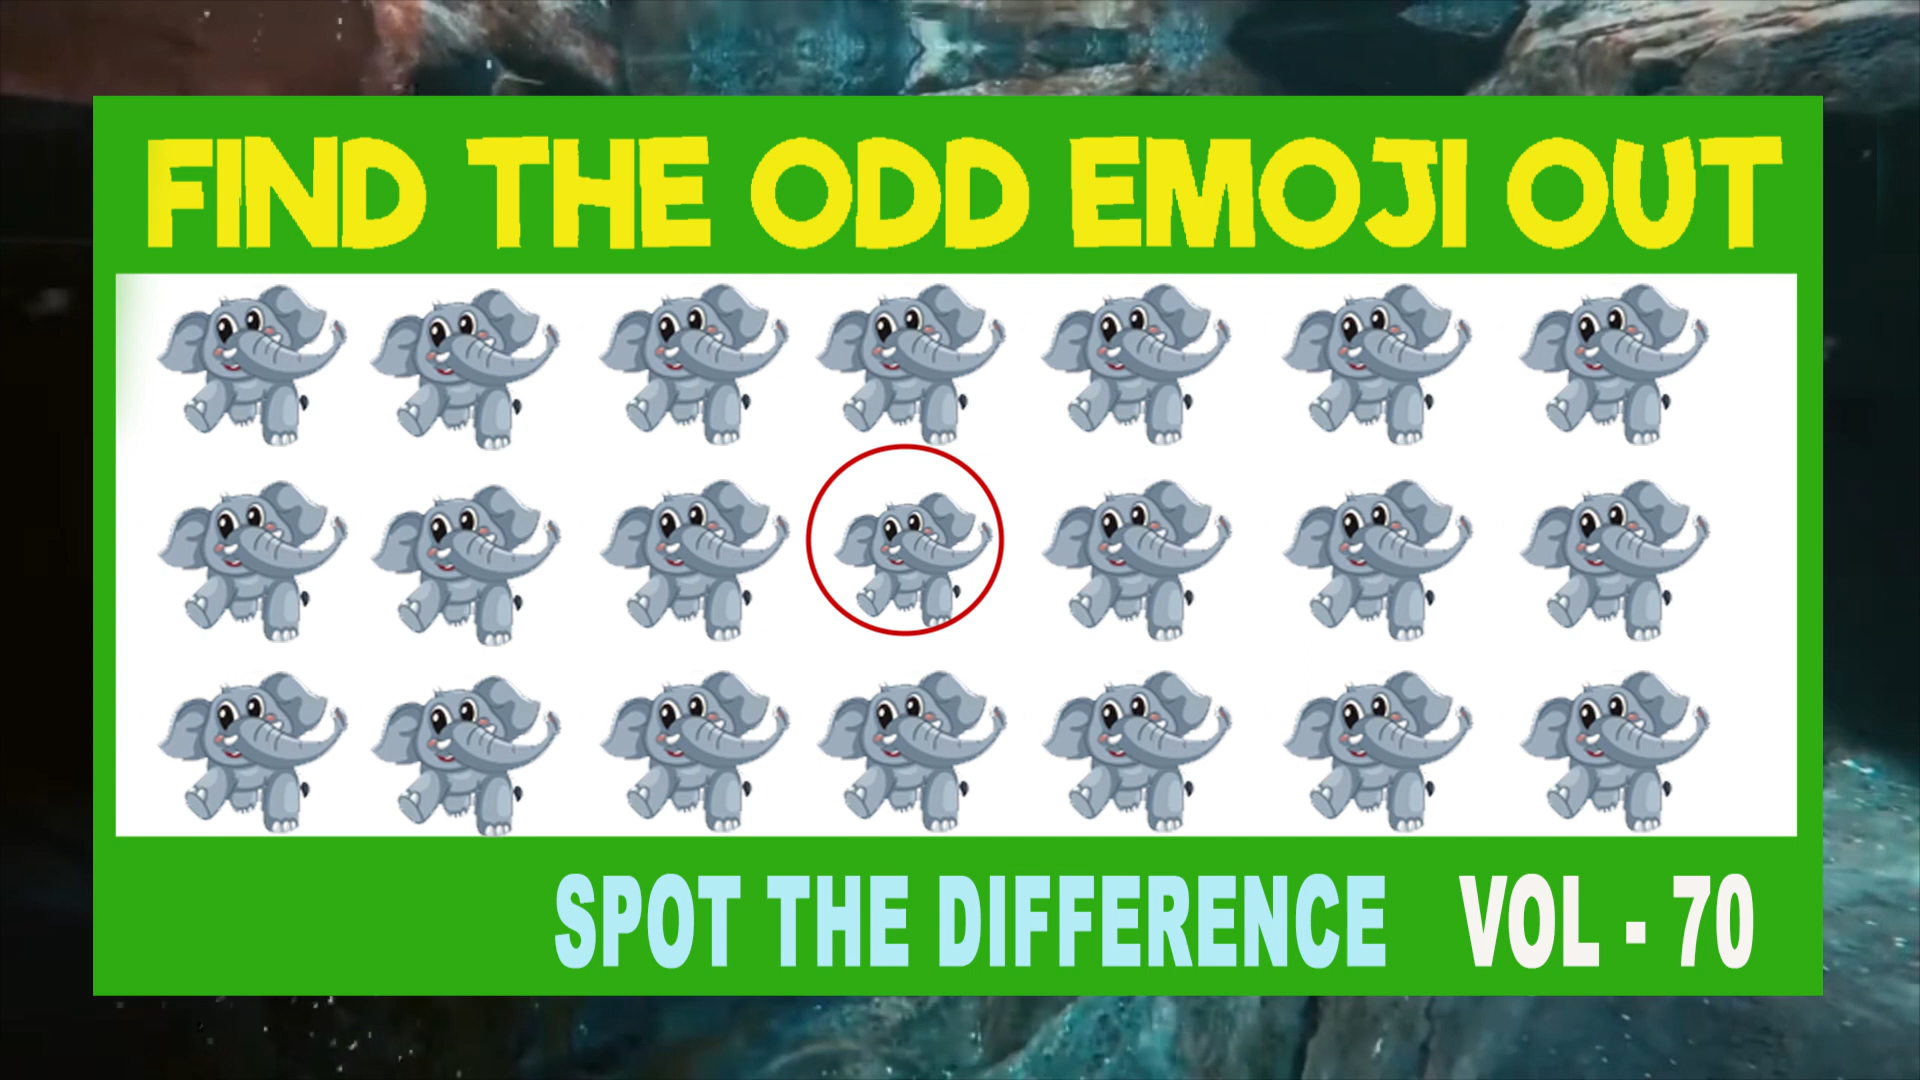 FIND THE ODD EMOJI OUT
SPOT THE DIFFERENCE VOL - 70